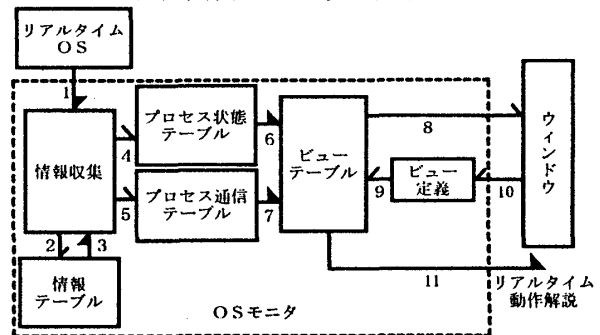 リアルタイム
OS
1
情報収集
2
3
情報
テーブル
4
5
プロセス状態
テーブル
プロセス通信
テーブル
6
7
ビュー
テーブル
8
9
ビュー
定義
10
ウィンドウ
11
リアルタイム
動作解説
OSモニタ